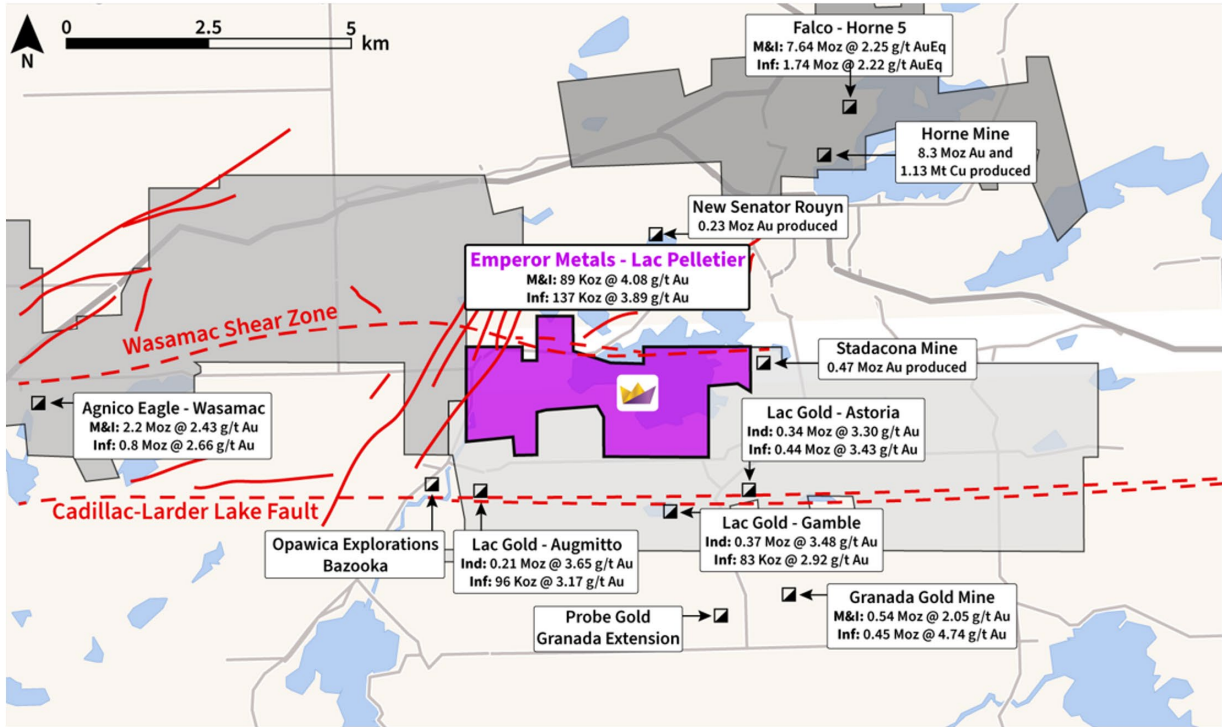 0 2.5 5 km
N
Falco - Horne 5
M&I: 7.64 Moz @ 2.25 g/t AuEq
Inf: 1.74 Moz @ 2.22 g/t AuEq
Horne Mine
8.3 Moz Au and
1.13 Mt Cu produced
New Senator Rouyn
0.23 Moz Au produced
Emperor Metals - Lac Pelletier
M&I: 89 Koz @ 4.08 g/t Au
Inf: 137 Koz @ 3.89 g/t Au
Wasamac Shear Zone
Stadacona Mine
0.47 Moz Au produced
Agnico Eagle - Wasamac
M&I: 2.2 Moz @ 2.43 g/t Au
Inf: 0.8 Moz @ 2.66 g/t Au
Lac Gold - Astoria
Ind: 0.34 Moz @ 3.30 g/t Au
Inf: 0.44 Moz @ 3.43 g/t Au
Cadillac-Larder Lake Fault
Opawica Explorations
Bazooka
Lac Gold - Augmitto
Ind: 0.21 Moz @ 3.65 g/t Au
Inf: 96 Koz @ 3.17 g/t Au
Lac Gold - Gamble
Ind: 0.37 Moz @ 3.48 g/t Au
Inf: 83 Koz @ 2.92 g/t Au
Probe Gold
Granada Extension
Granada Gold Mine
M&I: 0.54 Moz @ 2.05 g/t Au
Inf: 0.45 Moz @ 4.74 g/t Au